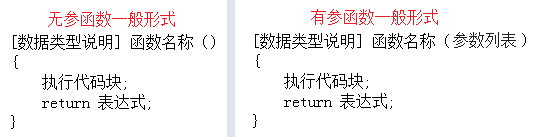 无参函数一般形式
[数据类型说明] 函数名称 ()
{
执行代码块;
return 表达式;
}
有参函数一般形式
[数据类型说明] 函数名称 ( 参数列表 )
{
执行代码块;
return 表达式;
}